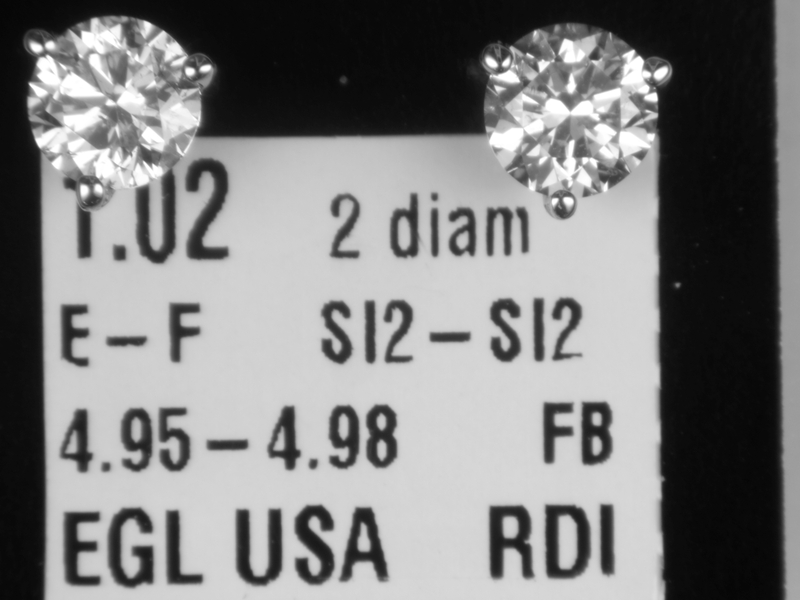 1.02 2 diam
E – F SI2 – SI2
4.95 – 4.98 FB
EGL USA RDI